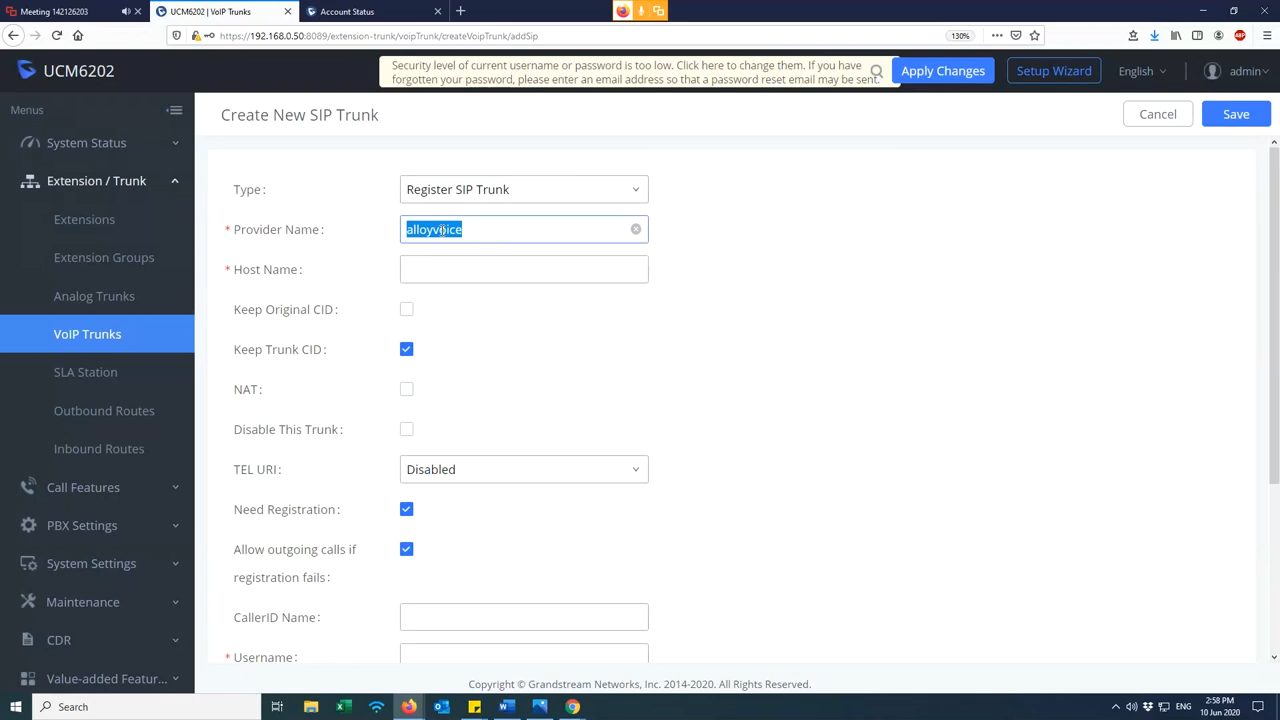 Meeting 142126203
UCM6202 | VoIP Trunks
Account Status
https://192.168.0.50:8089/extension-trunk/voipTrunk/createVoipTrunk/addSip
130%
ABP
UCM6202
Security level of current username or password is too low. Click here to change them. If you have
forgotten your password, please enter an email address so that a password reset email may be sent.
Apply Changes
Setup Wizard
English
admin
Menus
Create New SIP Trunk
Cancel
Save
System Status
Extension / Trunk
Extensions
Extension Groups
Analog Trunks
VoIP Trunks
SLA Station
Outbound Routes
Inbound Routes
Call Features
PBX Settings
System Settings
Maintenance
CDR
Value-added Featur...
Type:
Register SIP Trunk
* Provider Name:
alloyvoice
* Host Name:
Keep Original CID:
Keep Trunk CID:
NAT:
Disable This Trunk:
TEL URI:
Disabled
Need Registration:
Allow outgoing calls if
registration fails:
CallerID Name:
* Username:
Copyright © Grandstream Networks, Inc. 2014-2020. All Rights Reserved.
Search
ENG
2:58 PM
10 Jun 2020